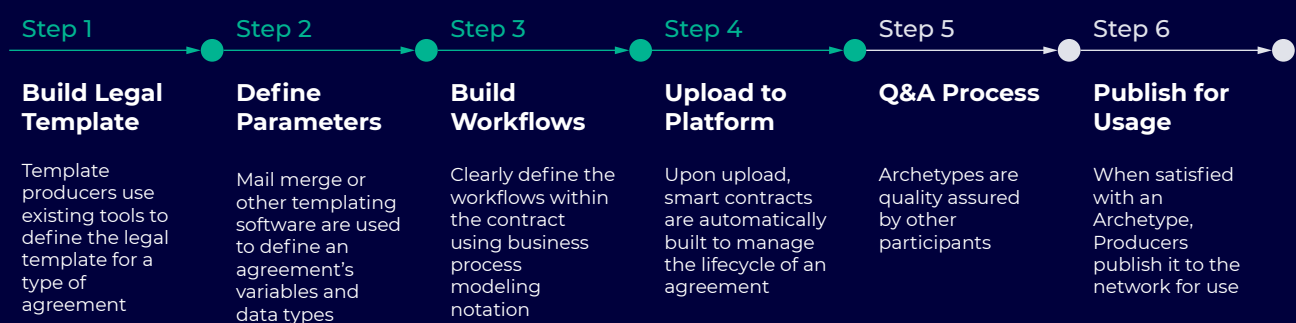 Step 1
Build Legal
Template
Template
producers use
existing tools to
define the legal
template for a
type of
agreement
Step 2
Define
Parameters
Mail merge or
other templating
software are used
to define an
agreement's
variables and
data types
Step 3
Build
Workflows
Clearly define the
workflows within
the contract
using business
process
modeling
notation
Step 4
Upload to
Platform
Upon upload,
smart contracts
are automatically
built to manage
the lifecycle of an
agreement
Step 5
Q&A Process
Archetypes are
quality assured
by other
participants
Step 6
Publish for
Usage
When satisfied
with an
Archetype,
Producers
publish it to the
network for use